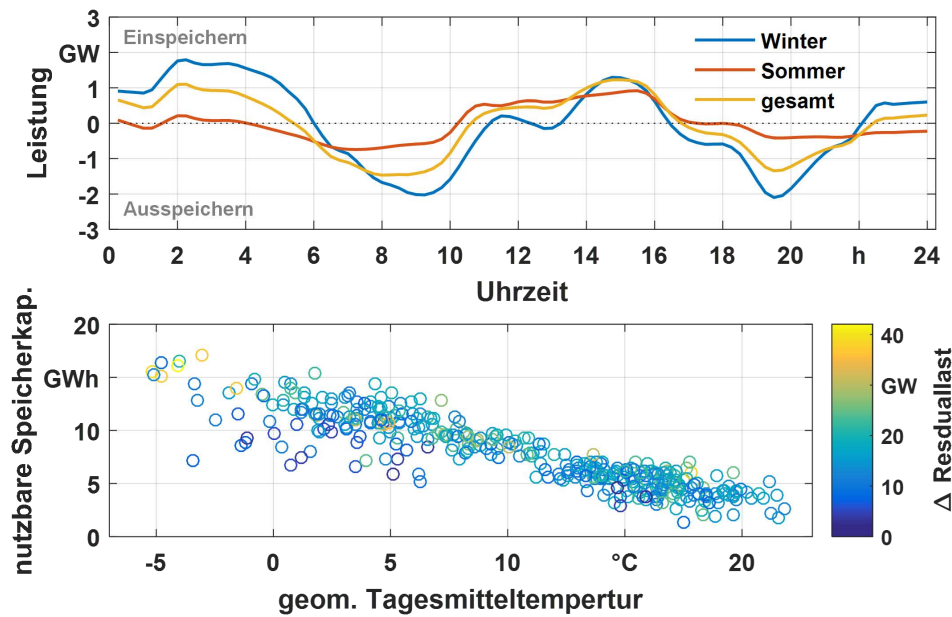 3
GW
1
0
-1
-2
-3
Leistung
Einspeichern
Ausspeichern
Winter
Sommer
gesamt
0 2 4 6 8 10 12 14 16 18 20 h 24
Uhrzeit
20
GWh
10
5
0
nutzbare Speicherkap.
-5 0 5 10 °C 20
geom. Tagesmitteltempertur
40
GW
20
10
0
Δ Resduallast